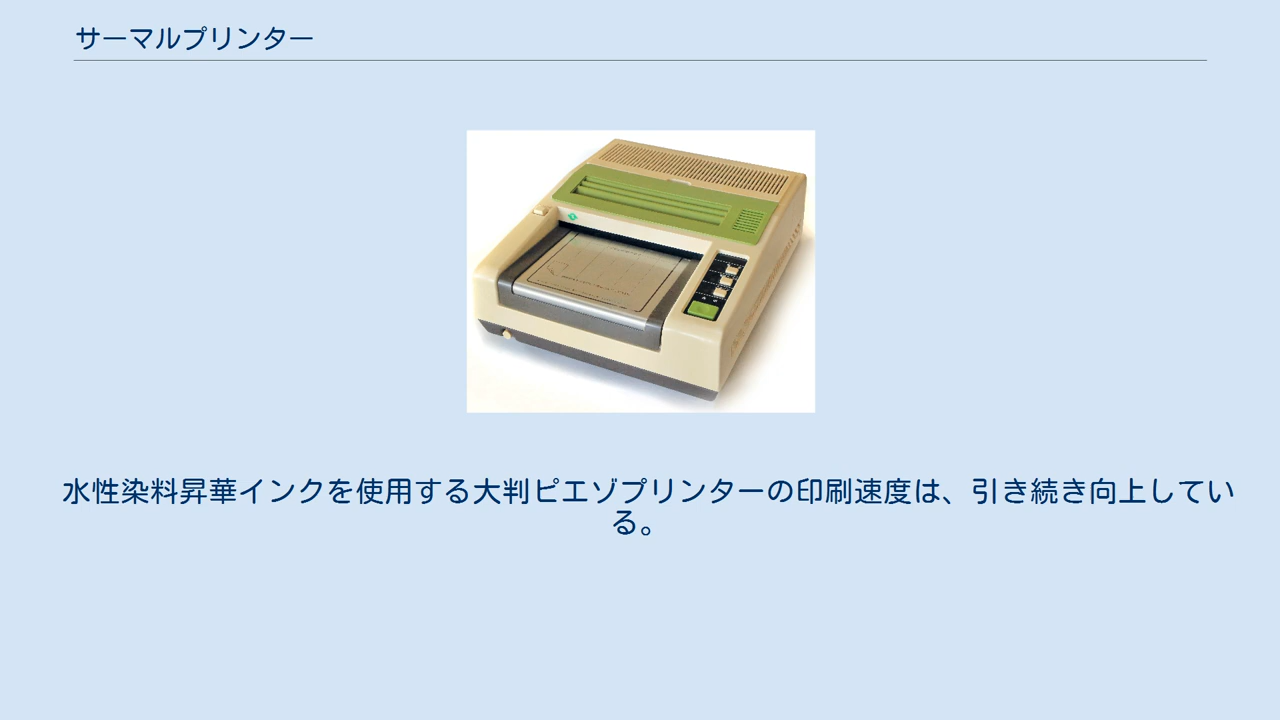 サーマルプリンター
水性染料昇華インクを使用する大判ピエゾプリンターの印刷速度は、引き続き向上してい
る。